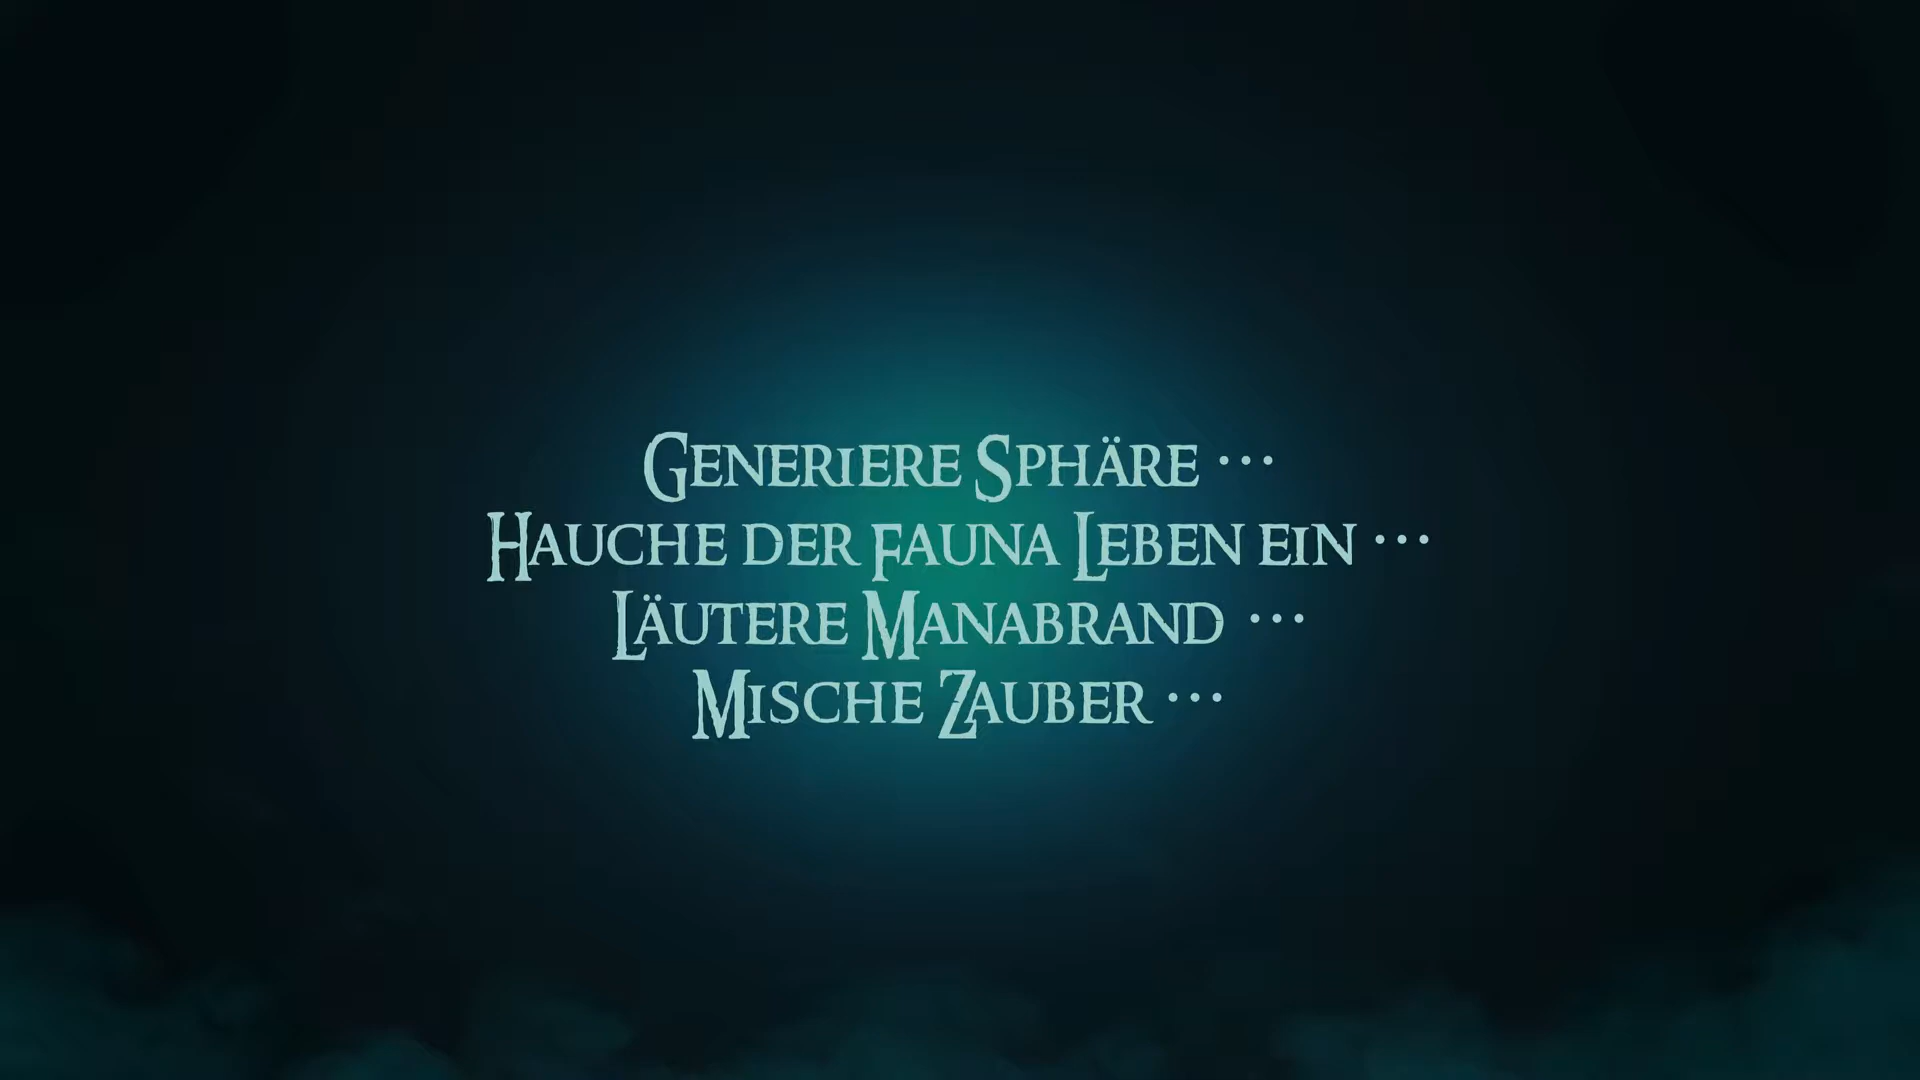 Generiere Sphäre ···
Hauche der Fauna Leben ein ···
Läutere Manabrand ···
Mische Zauber ···